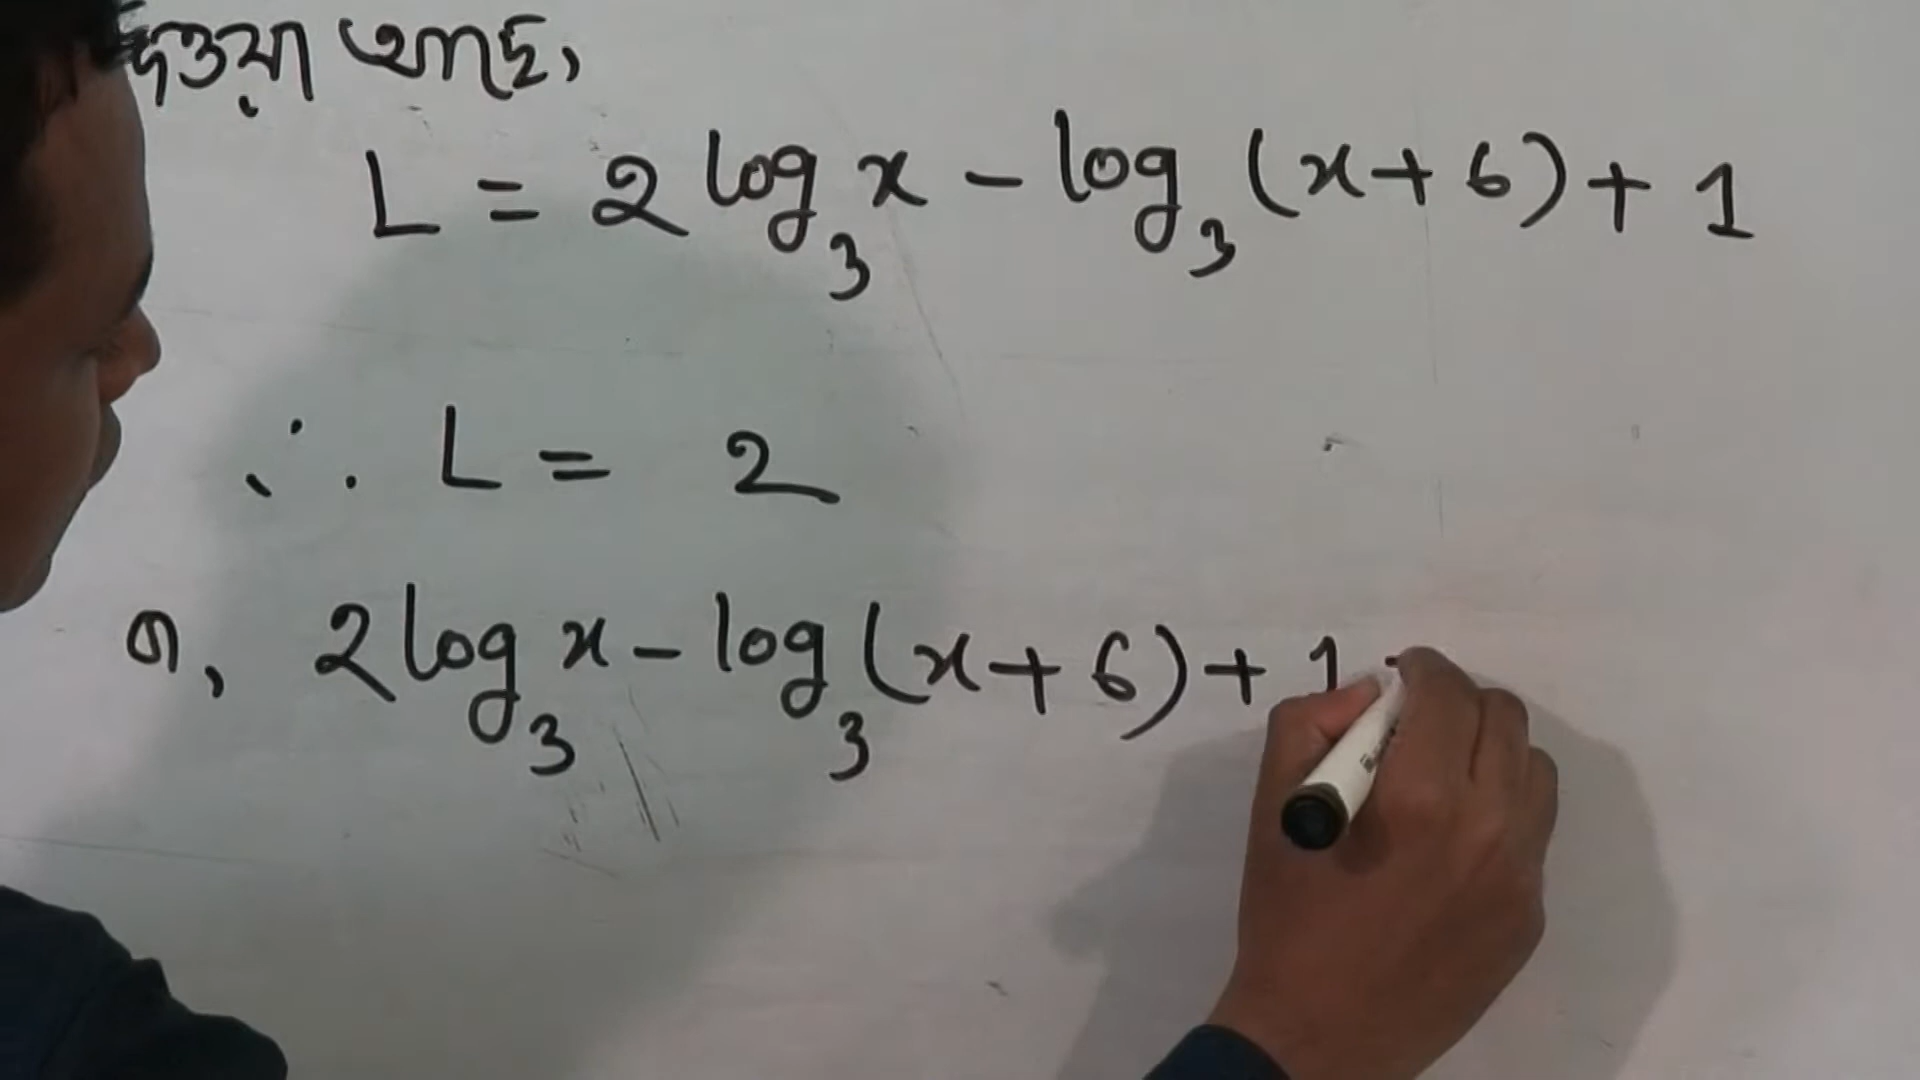 দেওয়া আছে,
L = 2 log₃x - log₃(x+6) + 1
∴ L = 2
বা, 2log₃x - log₃(x+6) + 1